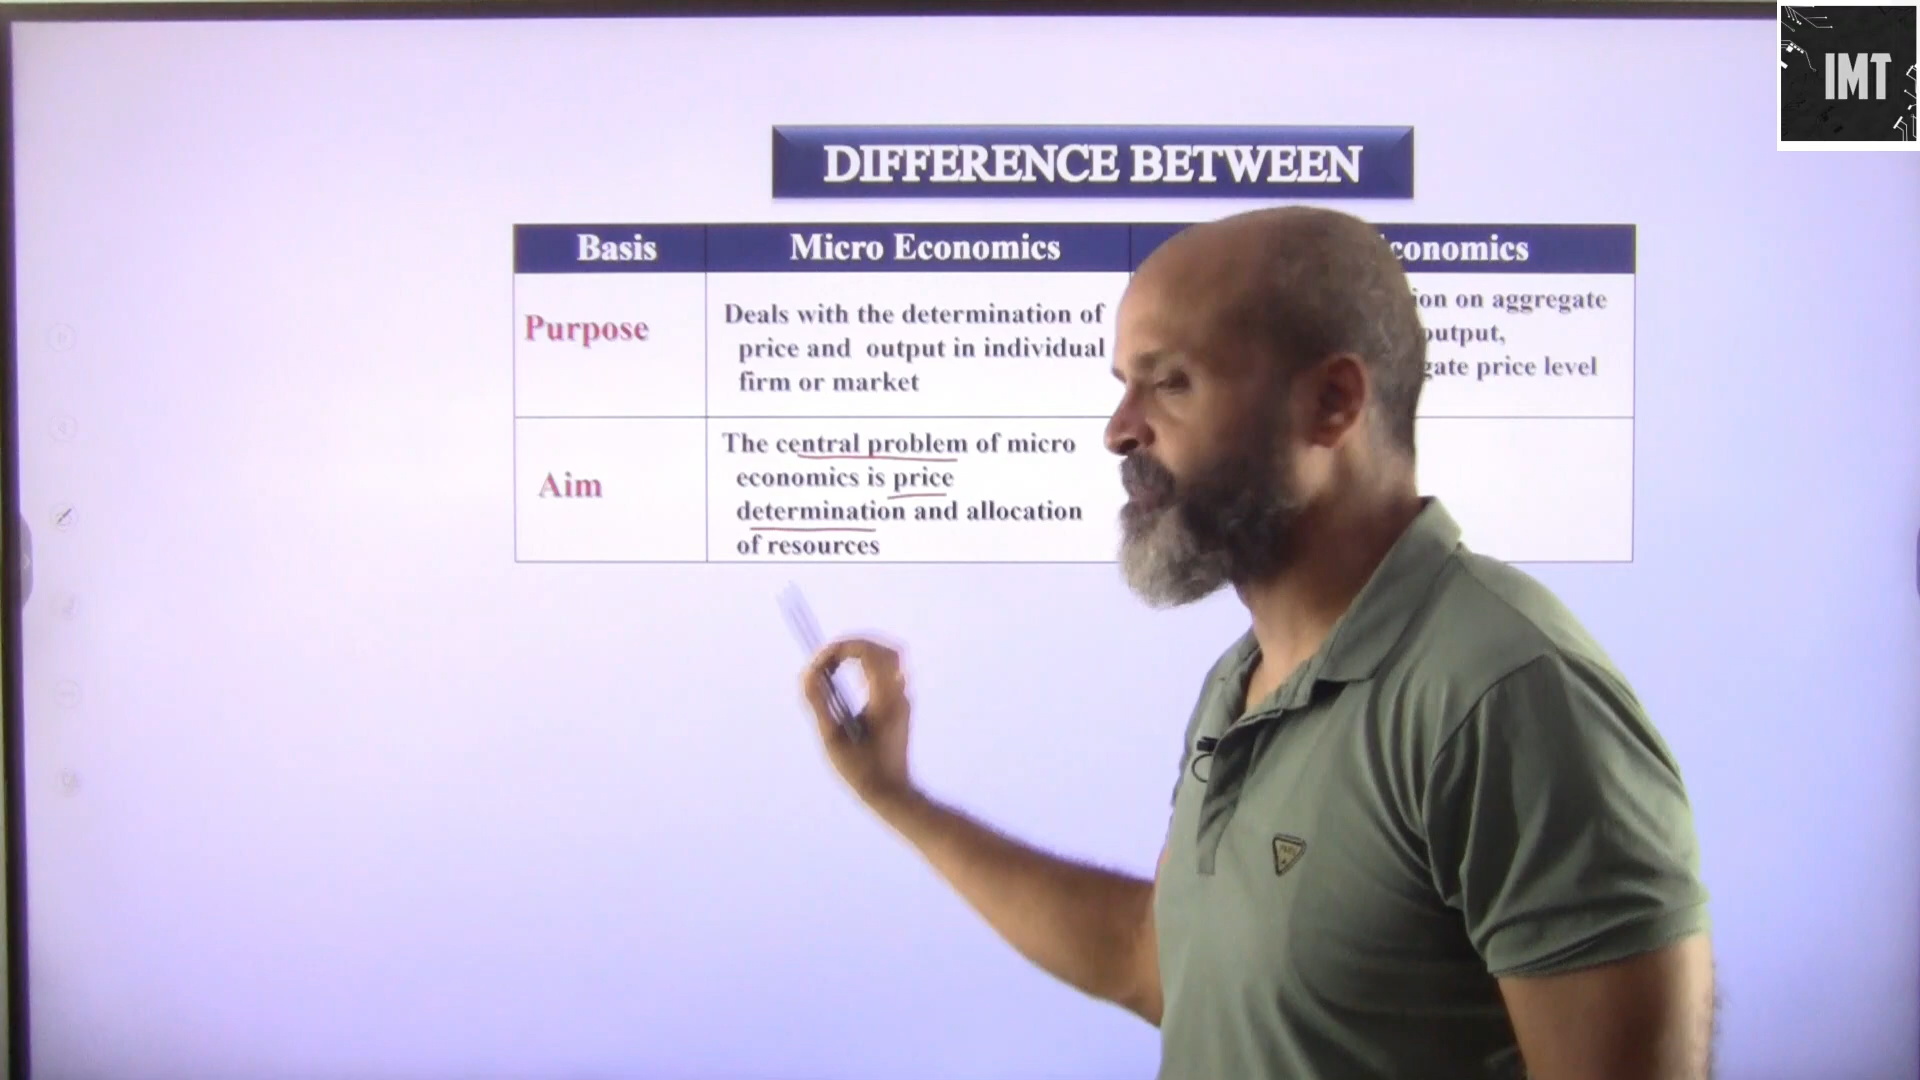 IMT
DIFFERENCE BETWEEN
Basis
Micro Economics
conomics
Purpose
Deals with the determination of
price and output in individual
firm or market
on aggregate
output,
price level
Aim
The central problem of micro
economics is price
determination and allocation
of resources